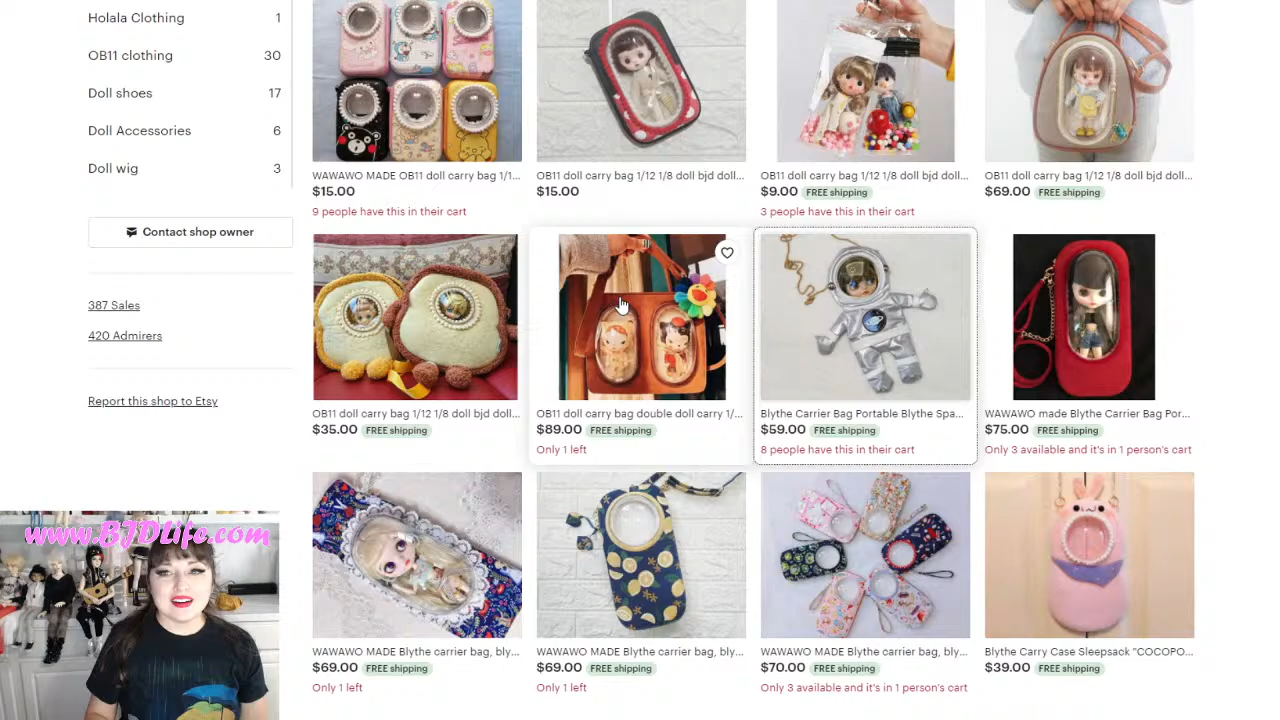 Holala Clothing 1
OB11 clothing 30
Doll shoes 17
Doll Accessories 6
Doll wig 3
Contact shop owner
387 Sales
420 Admirers
Report this shop to Etsy
WAWAWO MADE OB11 doll carry bag 1/1...
$15.00
9 people have this in their cart
OB11 doll carry bag 1/12 1/8 doll bjd doll...
$15.00
OB11 doll carry bag 1/12 1/8 doll bjd doll...
$9.00 FREE shipping
3 people have this in their cart
OB11 doll carry bag 1/12 1/8 doll bjd doll...
$69.00 FREE shipping
OB11 doll carry bag 1/12 1/8 doll bjd doll...
$35.00 FREE shipping
OB11 doll carry bag double doll carry 1/...
$89.00 FREE shipping
Only 1 left
Blythe Carrier Bag Portable Blythe Spa...
$59.00 FREE shipping
8 people have this in their cart
WAWAWO made Blythe Carrier Bag Por...
$75.00 FREE shipping
Only 3 available and it's in 1 person's cart
WAWAWO MADE Blythe carrier bag, bly...
$69.00 FREE shipping
Only 1 left
WAWAWO MADE Blythe carrier bag, bly...
$69.00 FREE shipping
Only 1 left
WAWAWO MADE Blythe carrier bag, bly...
$70.00 FREE shipping
Only 3 available and it's in 1 person's cart
Blythe Carry Case Sleepsack "COCOPO...
$39.00 FREE shipping
www.BJDLife.com